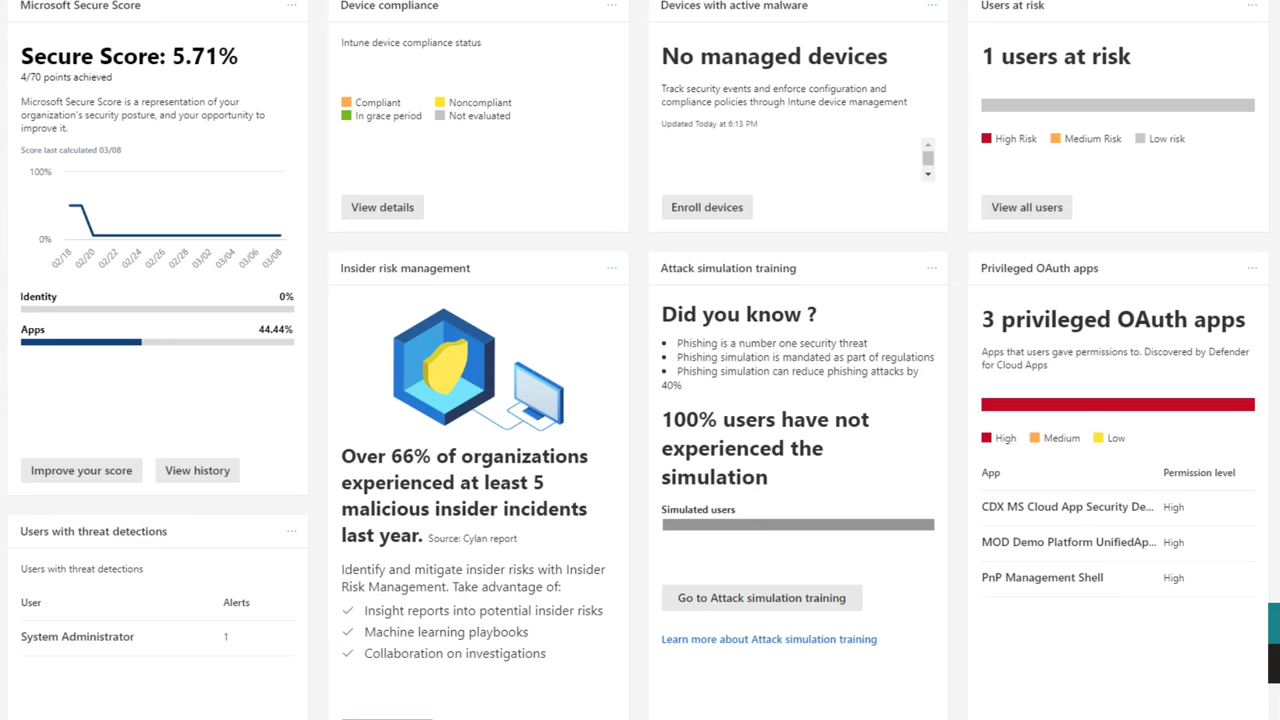 Microsoft Secure Score
Secure Score: 5.71%
4/70 points achieved
Microsoft Secure Score is a representation of your
organization's security posture, and your opportunity to
improve it.
Score last calculated 03/08
100%
0%
02/18
02/20
02/22
02/24
02/26
02/28
03/02
03/04
03/06
03/08
Identity 0%
Apps 44.44%
Improve your score View history
Users with threat detections
Users with threat detections
User Alerts
System Administrator 1
Device compliance
Intune device compliance status
Compliant Noncompliant
In grace period Not evaluated
View details
Insider risk management
Over 66% of organizations
experienced at least 5
malicious insider incidents
last year. Source: Cylan report
Identify and mitigate insider risks with Insider
Risk Management. Take advantage of:
Insight reports into potential insider risks
Machine learning playbooks
Collaboration on investigations
Devices with active malware
No managed devices
Track security events and enforce configuration and
compliance policies through Intune device management
Updated Today at 6:13 PM
Enroll devices
Attack simulation training
Did you know ?
• Phishing is a number one security threat
• Phishing simulation is mandated as part of regulations
• Phishing simulation can reduce phishing attacks by
40%
100% users have not
experienced the
simulation
Simulated users
Go to Attack simulation training
Learn more about Attack simulation training
Users at risk
1 users at risk
High Risk Medium Risk Low risk
View all users
Privileged OAuth apps
3 privileged OAuth apps
Apps that users gave permissions to. Discovered by Defender
for Cloud Apps
High Medium Low
App Permission level
CDX MS Cloud App Security De... High
MOD Demo Platform UnifiedAp... High
PnP Management Shell High